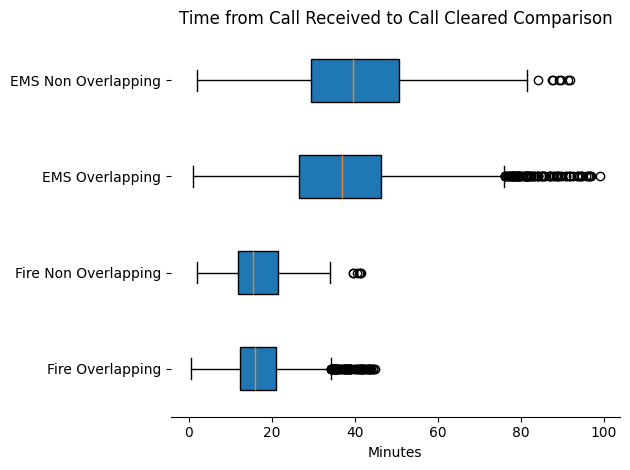 Time from Call Received to Call Cleared Comparison
EMS Non Overlapping
EMS Overlapping
Fire Non Overlapping
Fire Overlapping
0 20 40 60 80 100
Minutes